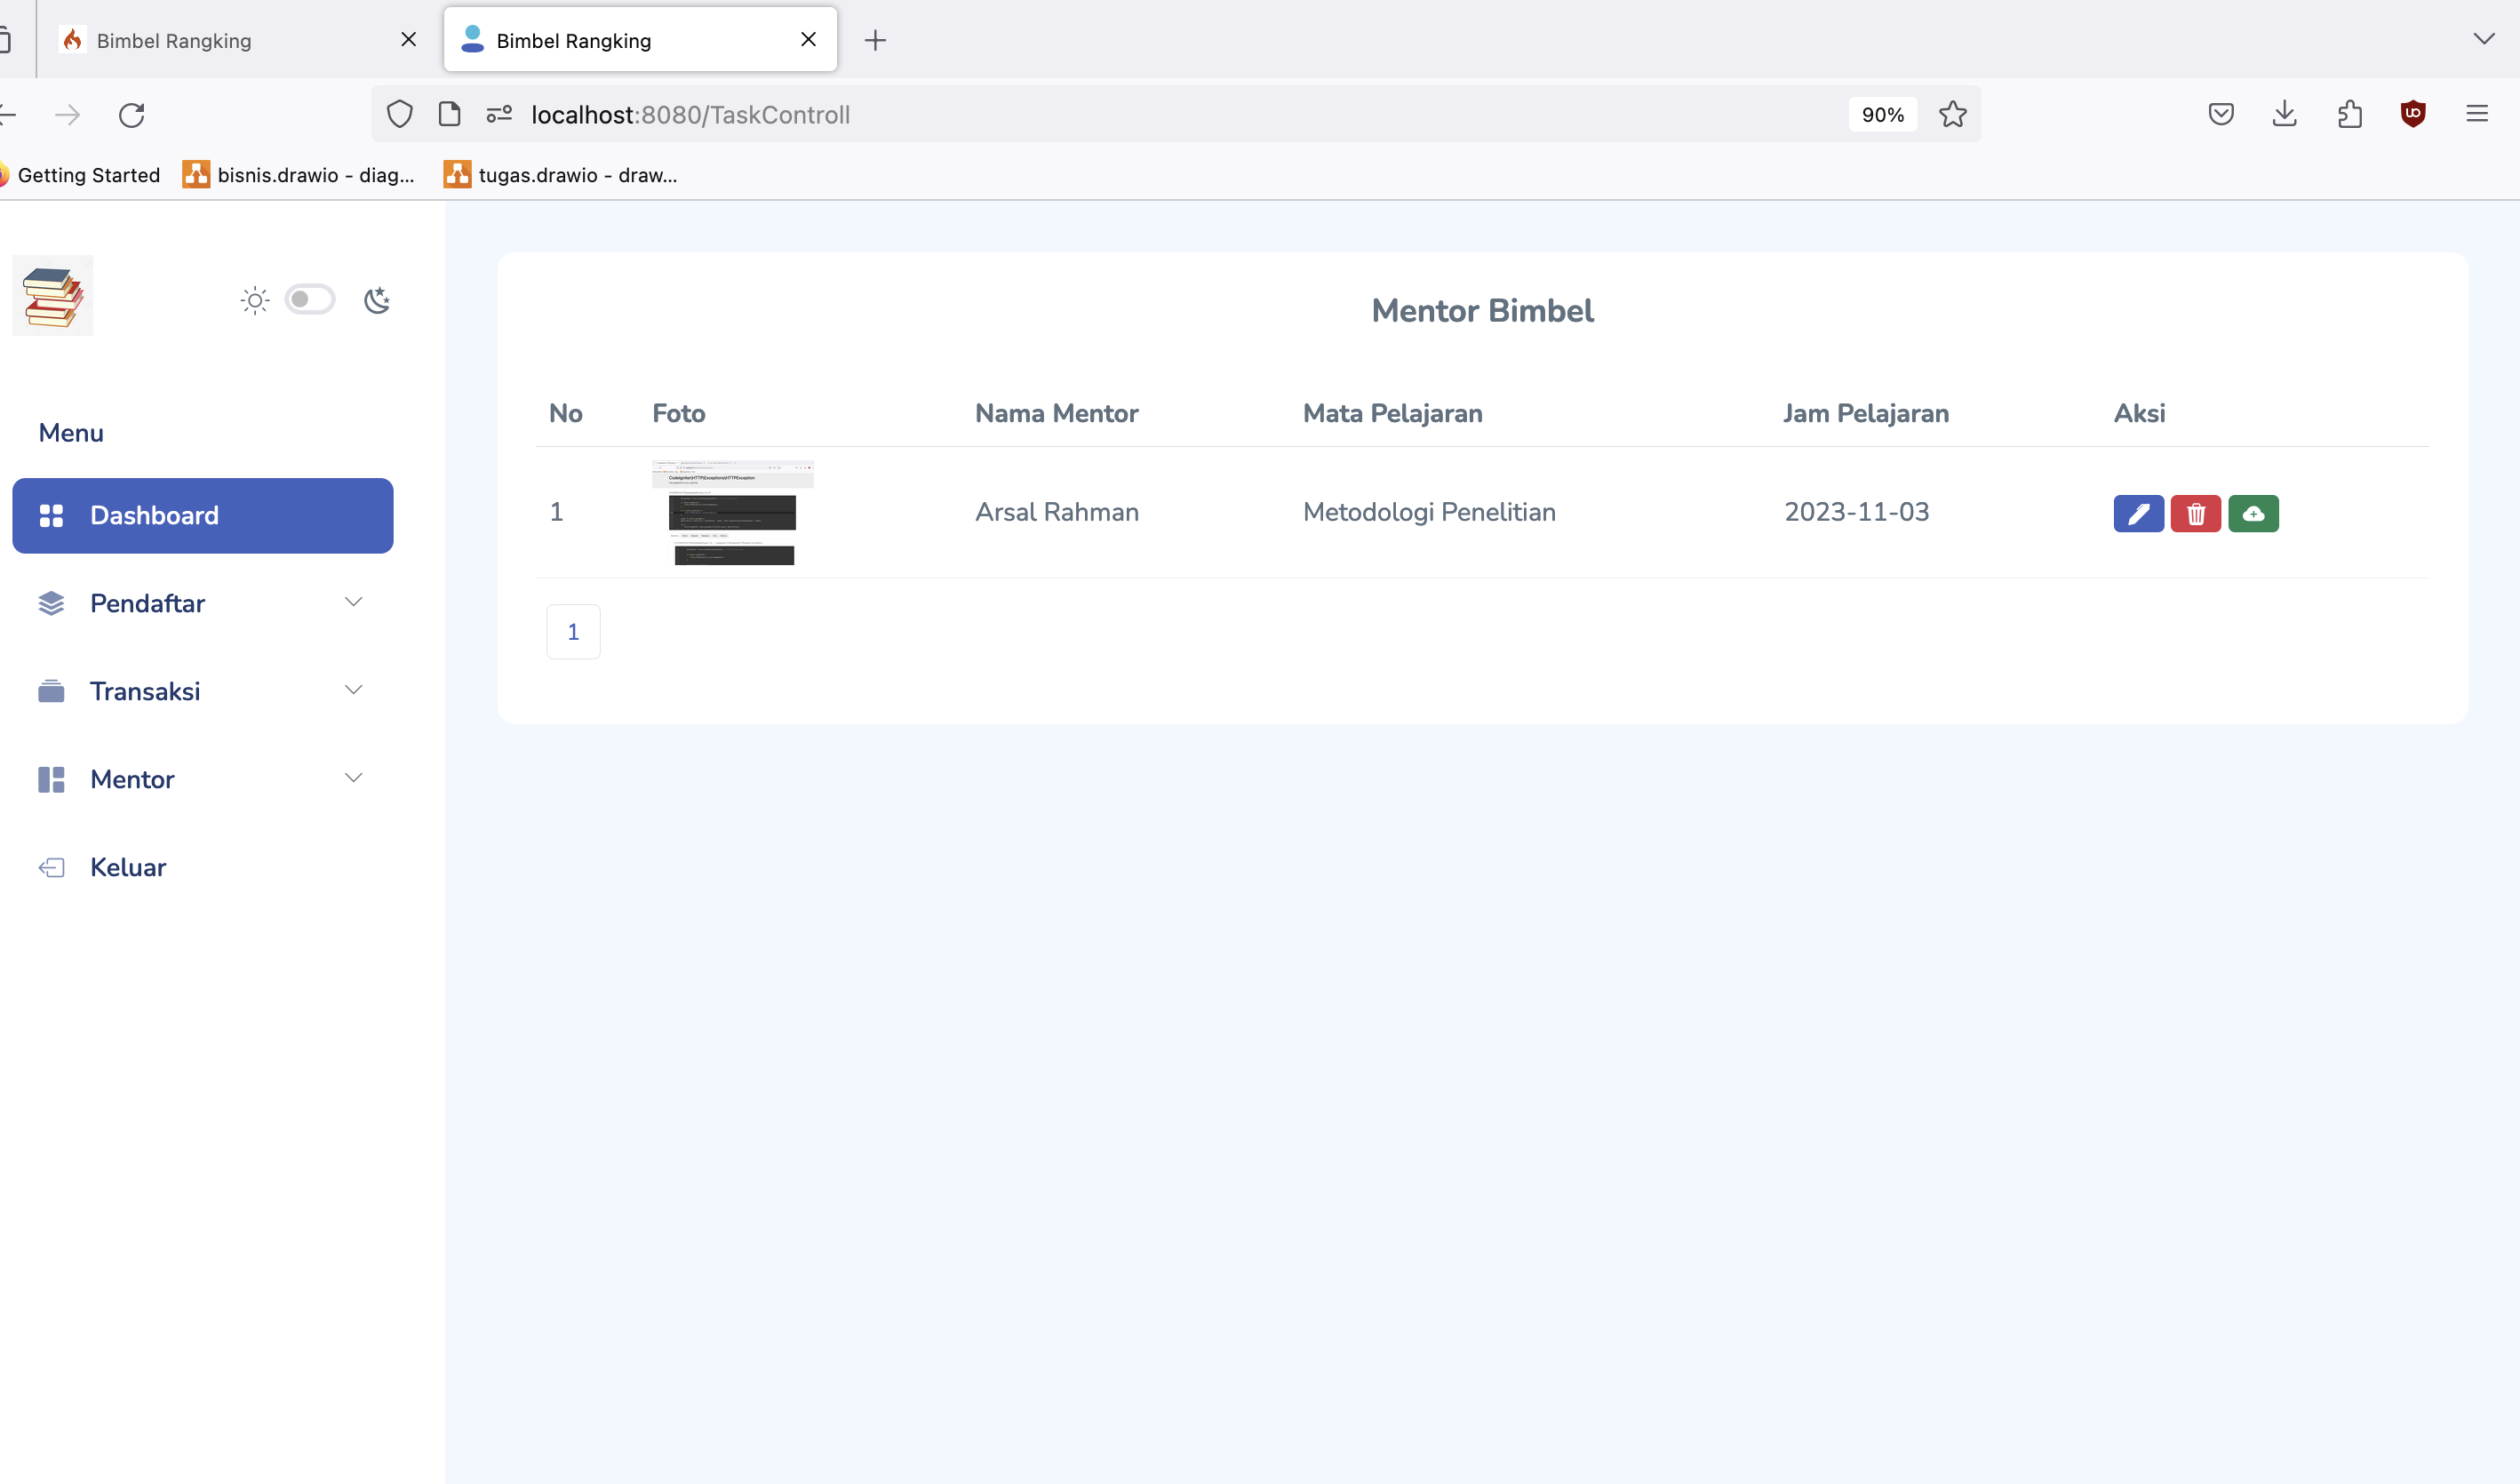 Bimbel Rangking
Bimbel Rangking
localhost:8080/TaskControll
90%
Getting Started
bisnis.drawio - diag...
tugas.drawio - draw...
Menu
Dashboard
Pendaftar
Transaksi
Mentor
Keluar
Mentor Bimbel
No Foto Nama Mentor Mata Pelajaran Jam Pelajaran Aksi
1 Arsal Rahman Metodologi Penelitian 2023-11-03
1